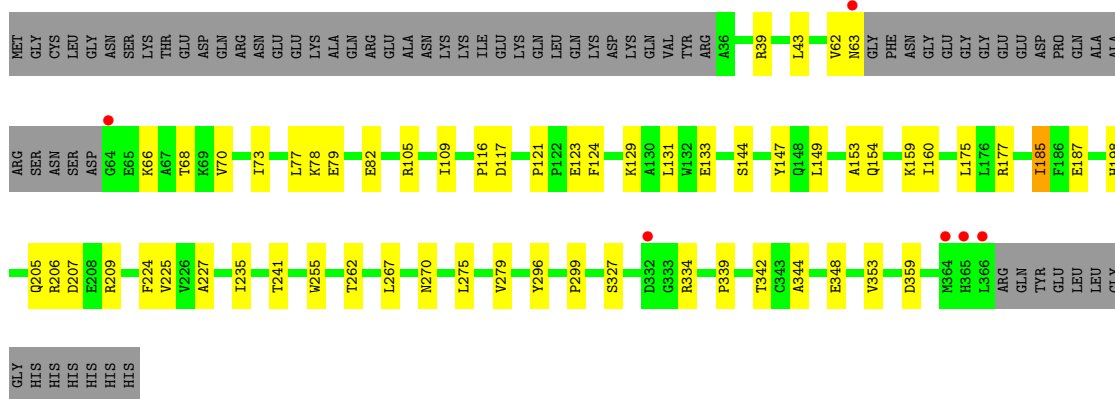 MET GLY CYS LEU GLY ASN SER LYS THR GLU ASP GLN ARG ASN GLU GLU LYS ALA GLN ARG GLU ALA ASN LYS LYS ILE GLU LYS GLN LEU GLN LYS ASP LYS GLN VAL TYR ARG A36 R39 L43 V62 N63 GLY PHE ASN GLY GLU GLY GLY GLU GLU ASP PRO GLN ALA ALA
ARG SER ASN SER ASP G64 E65 K66 A67 T68 K69 V70 I73 L77 K78 E79 E82 R105 I109 P116 D117 P121 P122 E123 F124 K129 A130 L131 W132 E133 S144 Y147 Q148 L149 A153 Q154 K159 I160 L175 L176 R177 I185 F186 E187 H188
Q205 R206 D207 E208 R209 F224 V225 V226 A227 I235 T241 W255 T262 L267 N270 L275 V279 Y296 P299 S327 D332 G333 R334 P339 T342 C343 A344 E348 V353 D359 M364 H365 L366 ARG GLN TYR GLU LEU LEU GLY
GLY HIS HIS HIS HIS HIS HIS